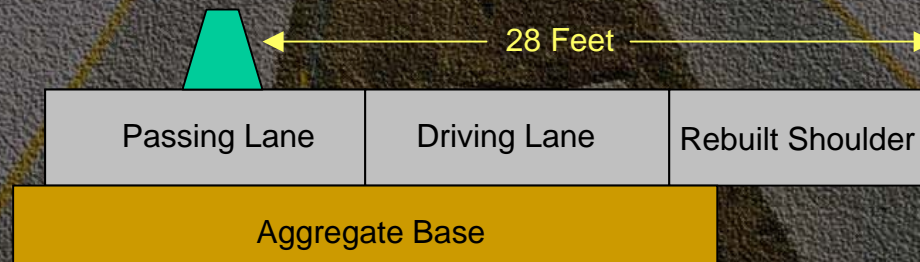 28 Feet
Passing Lane
Driving Lane
Rebuilt Shoulder
Aggregate Base